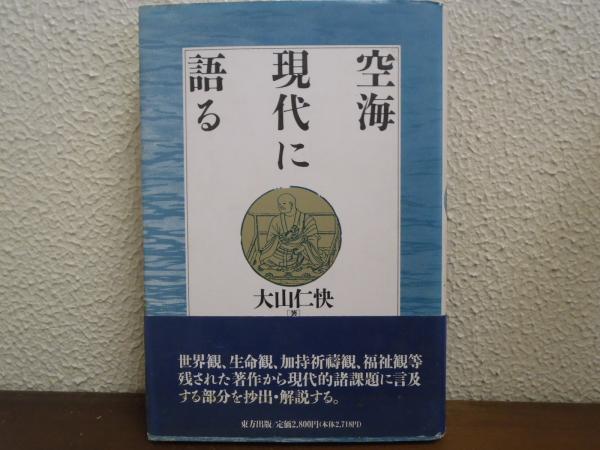 空海
現代に
語る
大山仁快
[著]
世界観、生命観、加持祈禱観、福祉観等
残された著作から現代的諸課題に言及
する部分を抄出・解説する。
東方出版/定価2,800円(本体2,718円)